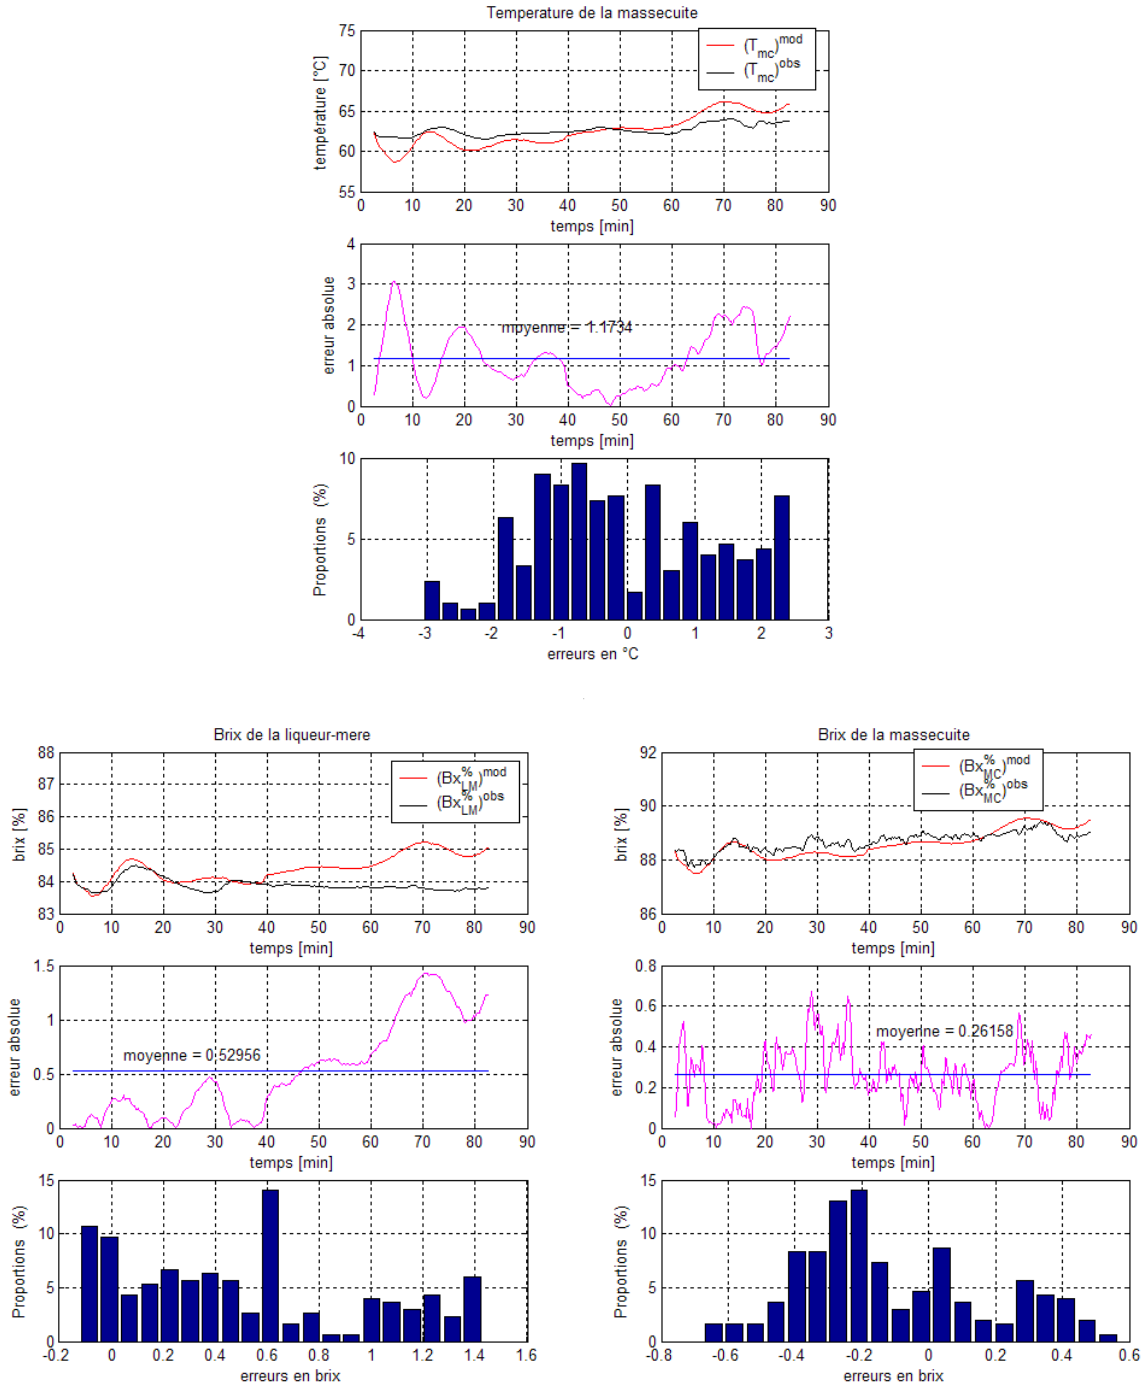 Temperature de la massecuite
75
70
65
60
55
température [°C]
(T_mc)^mod
(T_mc)^obs
0 10 20 30 40 50 60 70 80 90
temps [min]
4
3
2
1
0
erreur absolue
moyenne = 1.1734
0 10 20 30 40 50 60 70 80 90
temps [min]
10
5
0
Proportions (%)
-4 -3 -2 -1 0 1 2 3
erreurs en °C
Brix de la liqueur-mere
88
87
86
85
84
83
brix [%]
(Bx_LM^%)^mod
(Bx_LM^%)^obs
0 10 20 30 40 50 60 70 80 90
temps [min]
1.5
1
0.5
0
erreur absolue
moyenne = 0.52956
0 10 20 30 40 50 60 70 80 90
temps [min]
15
10
5
0
Proportions (%)
-0.2 0 0.2 0.4 0.6 0.8 1 1.2 1.4 1.6
erreurs en brix
Brix de la massecuite
92
90
88
86
brix [%]
(Bx_MC^%)^mod
(Bx_MC^%)^obs
0 10 20 30 40 50 60 70 80 90
temps [min]
0.8
0.6
0.4
0.2
0
erreur absolue
moyenne = 0.26158
0 10 20 30 40 50 60 70 80 90
temps [min]
15
10
5
0
Proportions (%)
-0.8 -0.6 -0.4 -0.2 0 0.2 0.4 0.6
erreurs en brix